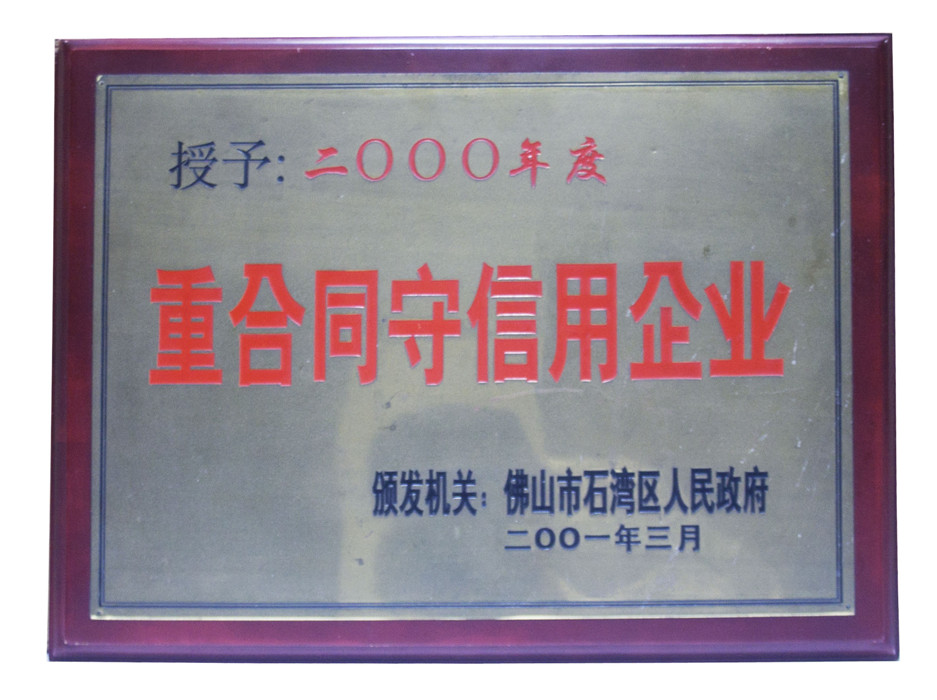 授予:二〇〇〇年度
重合同守信用企业
颁发机关:佛山市石湾区人民政府
二〇〇一年三月